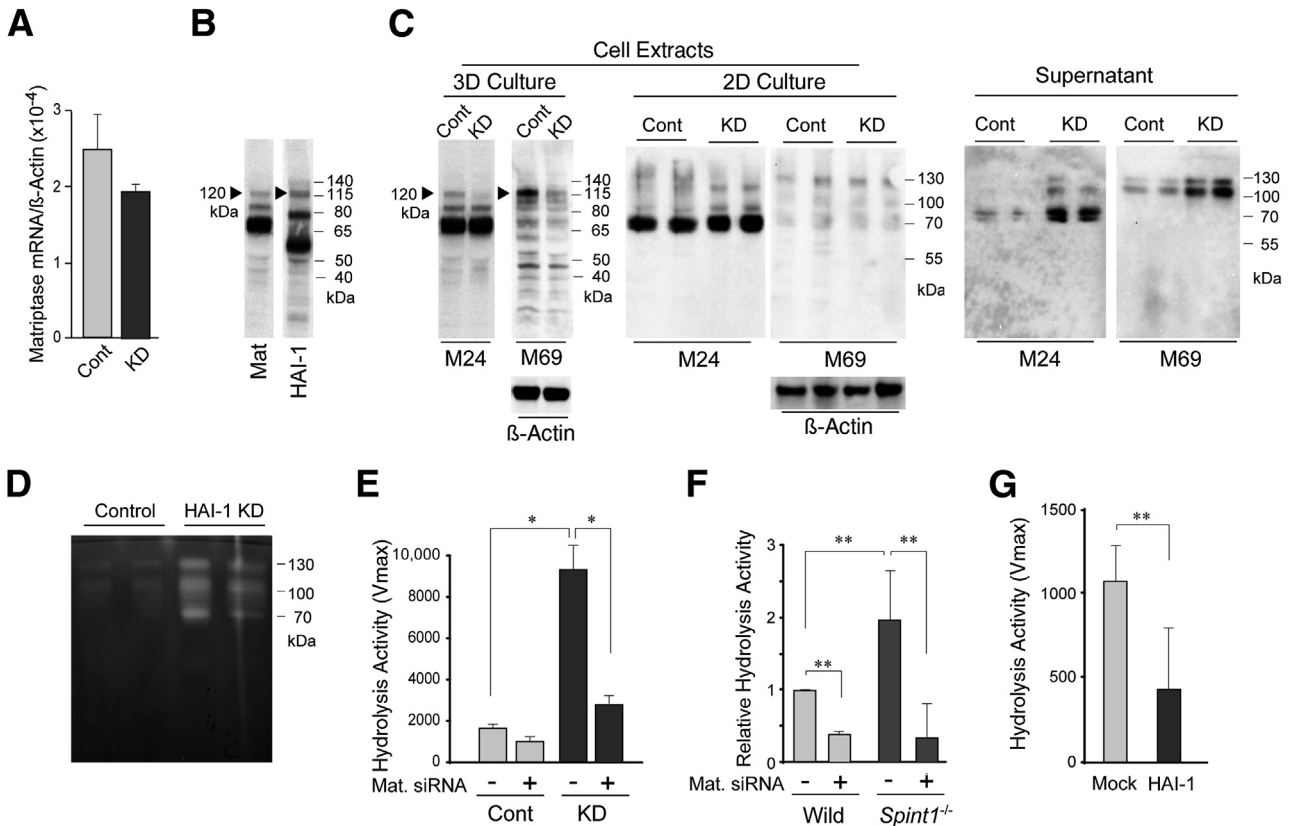 A
Matriptase mRNA/ß-Actin (x10-4)
3
2
1
0
Cont
KD
B
120
kDa
140
115
80
65
50
40
kDa
Mat
HAI-1
C
Cell Extracts
3D Culture
2D Culture
Supernatant
Cont KD Cont KD
Cont KD Cont KD
Cont KD Cont KD
120
kDa
140
115
80
65
50
40
kDa
130
100
70
55
kDa
130
100
70
55
kDa
M24 M69
M24 M69
M24 M69
ß-Actin
ß-Actin
D
Control HAI-1 KD
130
100
70
kDa
E
Hydrolysis Activity (Vmax)
10,000
8000
6000
4000
2000
0
* *
Mat. siRNA - + - +
Cont KD
F
Relative Hydrolysis Activity
3
2
1
0
** **
**
Mat. siRNA - + - +
Wild Spint1-/-
G
Hydrolysis Activity (Vmax)
1500
1000
500
0
**
Mock HAI-1